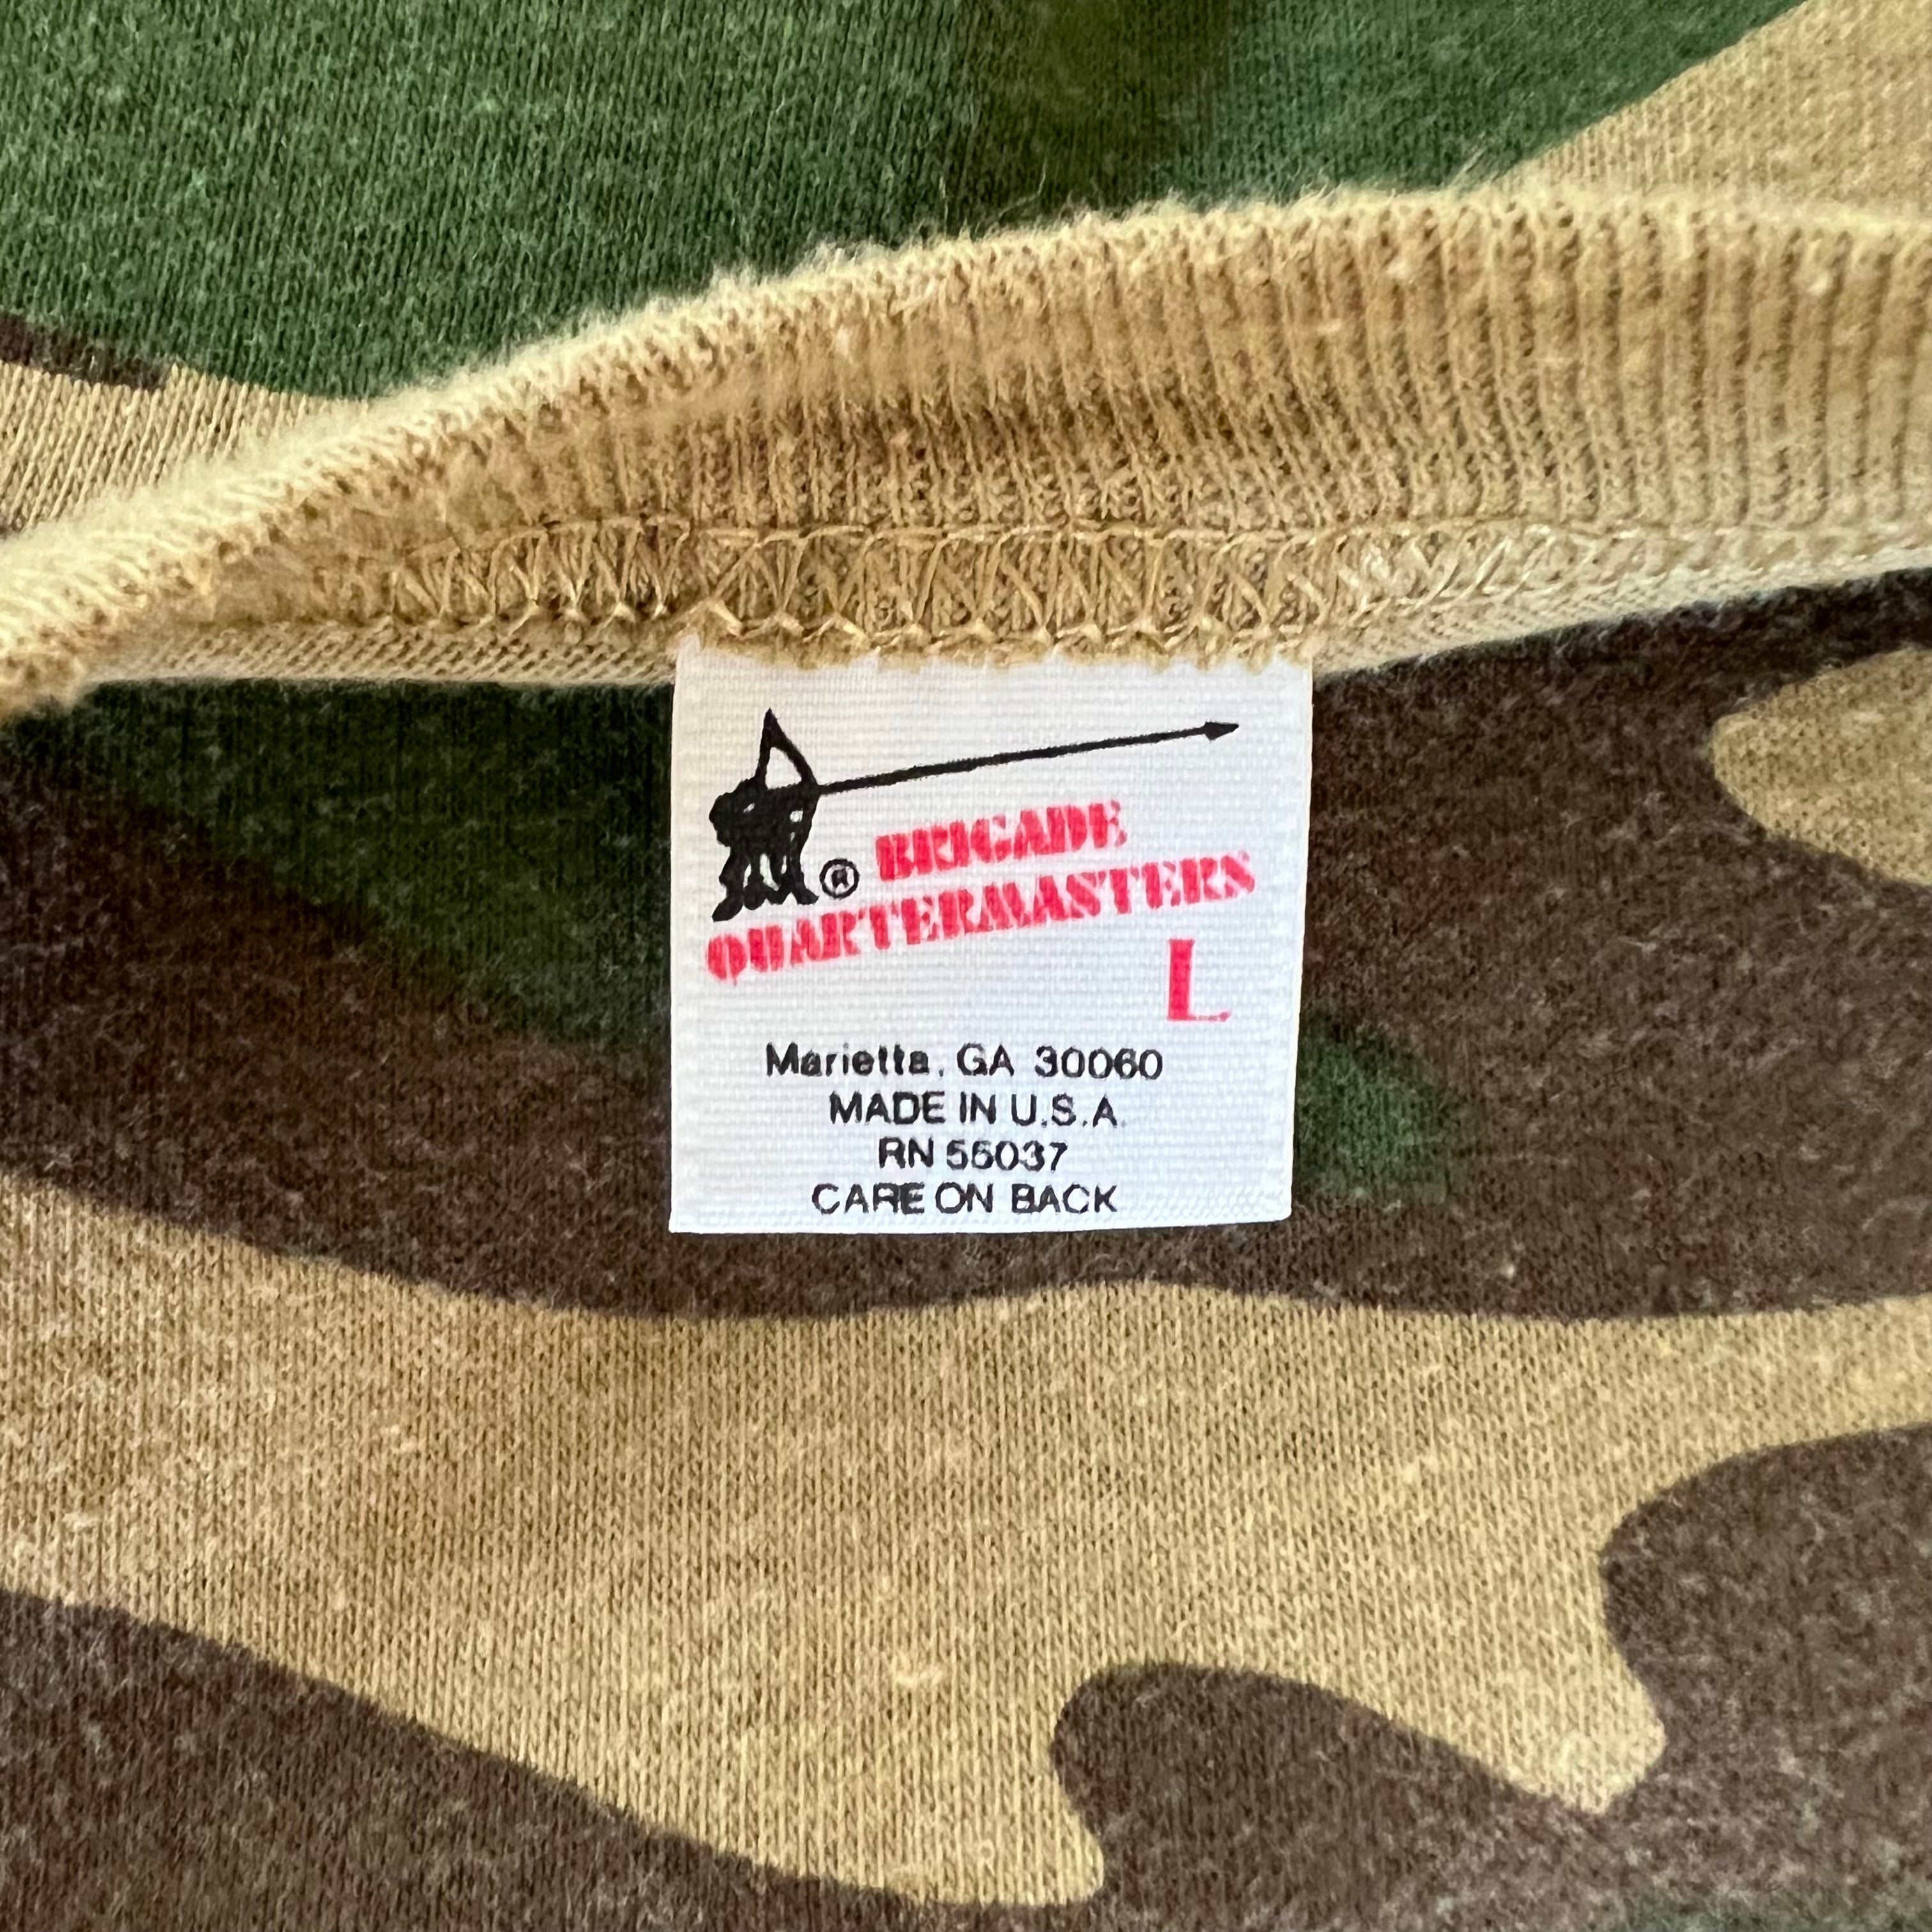 ® BRIGADE
QUARTERMASTERS
L
Marietta, GA 30060
MADE IN U.S.A.
RN 55037
CARE ON BACK